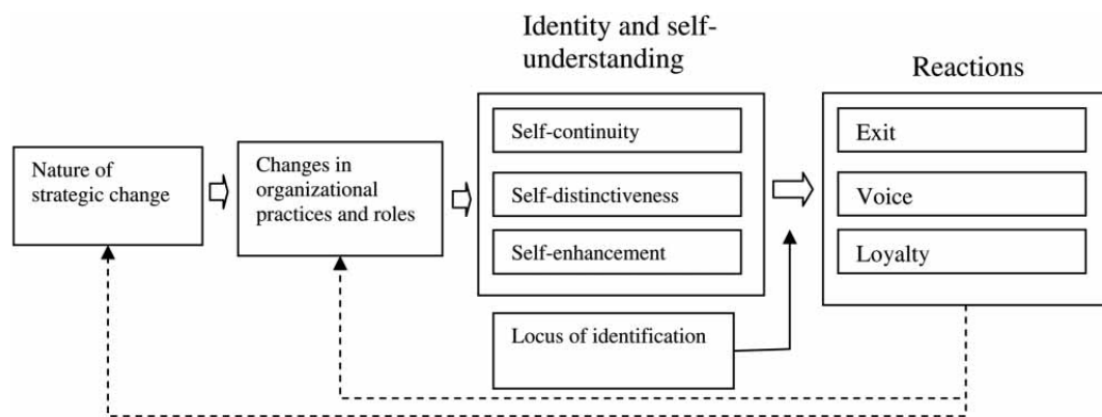 Identity and self-
understanding
Reactions
Nature of
strategic change
Changes in
organizational
practices and roles
Self-continuity
Self-distinctiveness
Self-enhancement
Locus of identification
Exit
Voice
Loyalty